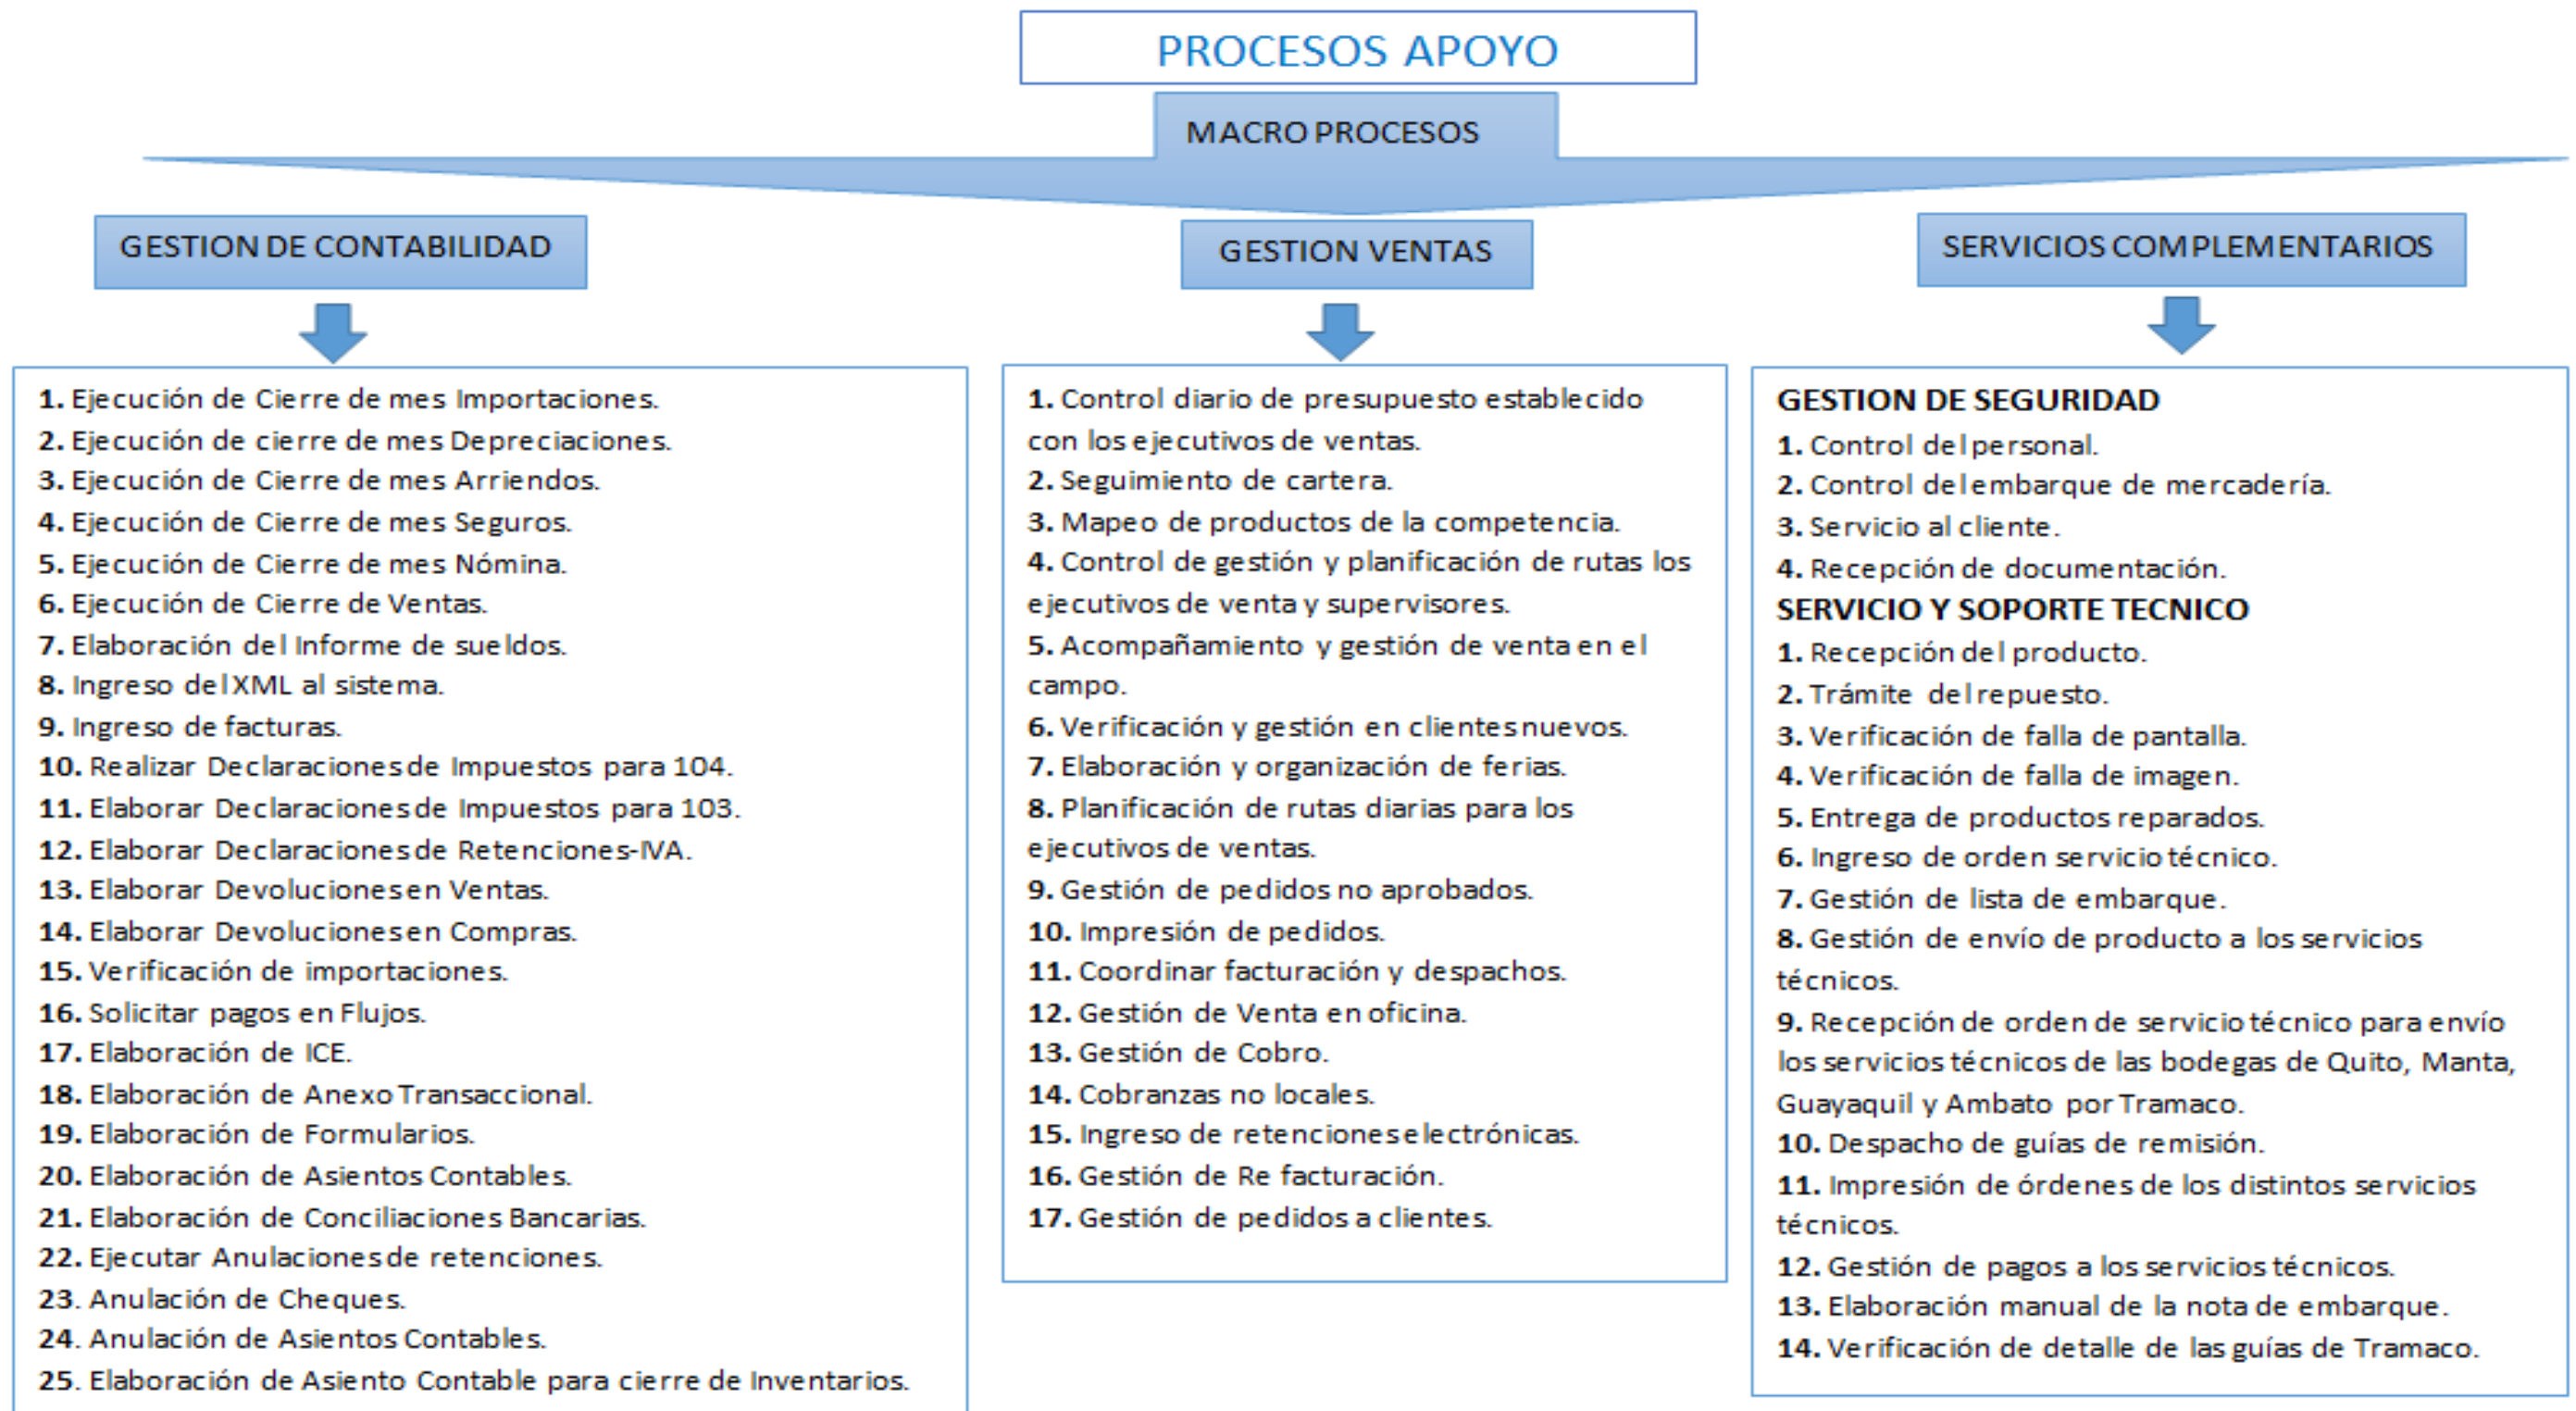 PROCESOS APOYO
MACRO PROCESOS
GESTION DE CONTABILIDAD
1. Ejecución de Cierre de mes Importaciones.
2. Ejecución de cierre de mes Depreciaciones.
3. Ejecución de Cierre de mes Arriendos.
4. Ejecución de Cierre de mes Seguros.
5. Ejecución de Cierre de mes Nómina.
6. Ejecución de Cierre de Ventas.
7. Elaboración del Informe de sueldos.
8. Ingreso del XML al sistema.
9. Ingreso de facturas.
10. Realizar Declaraciones de Impuestos para 104.
11. Elaborar Declaraciones de Impuestos para 103.
12. Elaborar Declaraciones de Retenciones-IVA.
13. Elaborar Devoluciones en Ventas.
14. Elaborar Devoluciones en Compras.
15. Verificación de importaciones.
16. Solicitar pagos en Flujos.
17. Elaboración de ICE.
18. Elaboración de Anexo Transaccional.
19. Elaboración de Formularios.
20. Elaboración de Asientos Contables.
21. Elaboración de Conciliaciones Bancarias.
22. Ejecutar Anulaciones de retenciones.
23. Anulación de Cheques.
24. Anulación de Asientos Contables.
25. Elaboración de Asiento Contable para cierre de Inventarios.
GESTION VENTAS
1. Control diario de presupuesto establecido
con los ejecutivos de ventas.
2. Seguimiento de cartera.
3. Mapeo de productos de la competencia.
4. Control de gestión y planificación de rutas los
ejecutivos de venta y supervisores.
5. Acompañamiento y gestión de venta en el
campo.
6. Verificación y gestión en clientes nuevos.
7. Elaboración y organización de ferias.
8. Planificación de rutas diarias para los
ejecutivos de ventas.
9. Gestión de pedidos no aprobados.
10. Impresión de pedidos.
11. Coordinar facturación y despachos.
12. Gestión de Venta en oficina.
13. Gestión de Cobro.
14. Cobranzas no locales.
15. Ingreso de retenciones electrónicas.
16. Gestión de Re facturación.
17. Gestión de pedidos a clientes.
SERVICIOS COMPLEMENTARIOS
GESTION DE SEGURIDAD
1. Control del personal.
2. Control del embarque de mercadería.
3. Servicio al cliente.
4. Recepción de documentación.
SERVICIO Y SOPORTE TECNICO
1. Recepción del producto.
2. Trámite del repuesto.
3. Verificación de falla de pantalla.
4. Verificación de falla de imagen.
5. Entrega de productos reparados.
6. Ingreso de orden servicio técnico.
7. Gestión de lista de embarque.
8. Gestión de envío de producto a los servicios
técnicos.
9. Recepción de orden de servicio técnico para envío
los servicios técnicos de las bodegas de Quito, Manta,
Guayaquil y Ambato por Tramaco.
10. Despacho de guías de remisión.
11. Impresión de órdenes de los distintos servicios
técnicos.
12. Gestión de pagos a los servicios técnicos.
13. Elaboración manual de la nota de embarque.
14. Verificación de detalle de las guías de Tramaco.